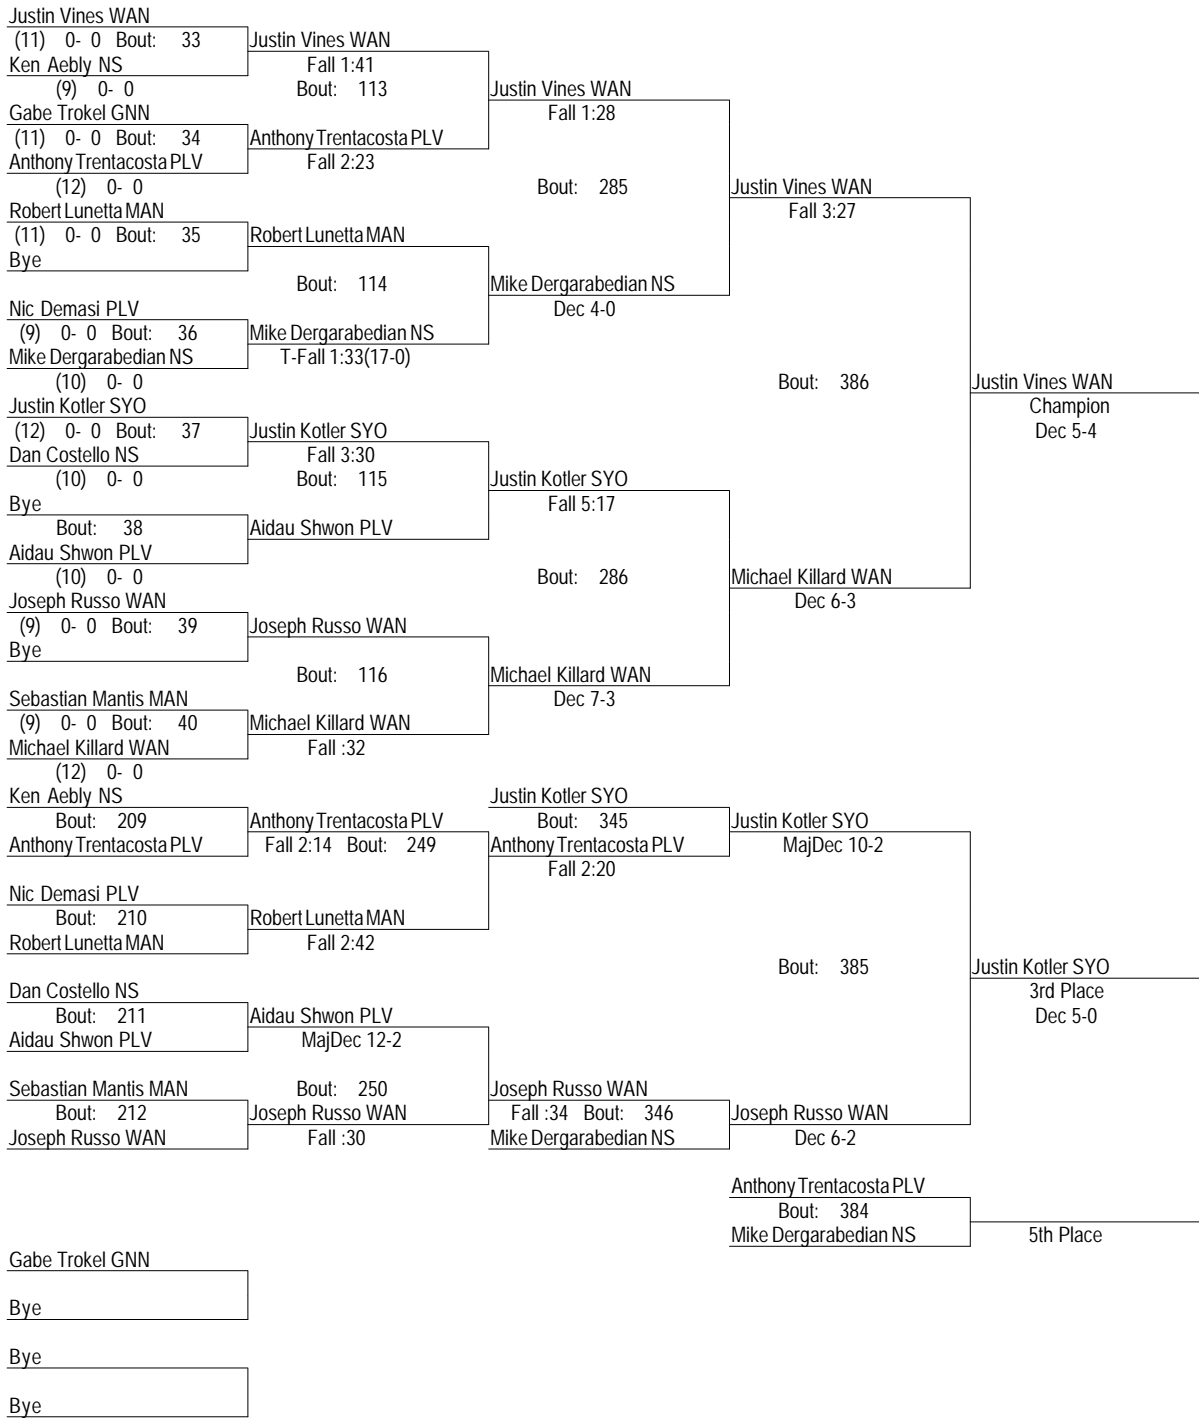 Justin Vines WAN
(11) 0- 0 Bout: 33 Justin Vines WAN
Ken Aebly NS Fall 1:41
(9) 0- 0 Bout: 113 Justin Vines WAN
Gabe Trokel GNN Fall 1:28
(11) 0- 0 Bout: 34 Anthony Trentacosta PLV
Anthony Trentacosta PLV Fall 2:23
(12) 0- 0 Bout: 285 Justin Vines WAN
Robert Lunetta MAN Fall 3:27
(11) 0- 0 Bout: 35 Robert Lunetta MAN
Bye
Bout: 114 Mike Dergarabedian NS
Nic Demasi PLV Dec 4-0
(9) 0- 0 Bout: 36 Mike Dergarabedian NS
Mike Dergarabedian NS T-Fall 1:33(17-0)
(10) 0- 0 Bout: 386 Justin Vines WAN
Justin Kotler SYO Champion
(12) 0- 0 Bout: 37 Justin Kotler SYO Dec 5-4
Dan Costello NS Fall 3:30
(10) 0- 0 Bout: 115 Justin Kotler SYO
Bye Fall 5:17
Bout: 38 Aidau Shwon PLV
Aidau Shwon PLV
(10) 0- 0 Bout: 286 Michael Killard WAN
Joseph Russo WAN Dec 6-3
(9) 0- 0 Bout: 39 Joseph Russo WAN
Bye
Bout: 116 Michael Killard WAN
Sebastian Mantis MAN Dec 7-3
(9) 0- 0 Bout: 40 Michael Killard WAN
Michael Killard WAN Fall :32
(12) 0- 0
Ken Aebly NS Justin Kotler SYO
Bout: 209 Anthony Trentacosta PLV Bout: 345 Justin Kotler SYO
Anthony Trentacosta PLV Fall 2:14 Bout: 249 Anthony Trentacosta PLV MajDec 10-2
Fall 2:20
Nic Demasi PLV
Bout: 210 Robert Lunetta MAN
Robert Lunetta MAN Fall 2:42
Bout: 385 Justin Kotler SYO
Dan Costello NS 3rd Place
Bout: 211 Aidau Shwon PLV Dec 5-0
Aidau Shwon PLV MajDec 12-2
Sebastian Mantis MAN Bout: 250 Joseph Russo WAN
Bout: 212 Joseph Russo WAN Fall :34 Bout: 346 Joseph Russo WAN
Joseph Russo WAN Fall :30 Mike Dergarabedian NS Dec 6-2
Anthony Trentacosta PLV
Bout: 384
Mike Dergarabedian NS 5th Place
Gabe Trokel GNN
Bye
Bye
Bye